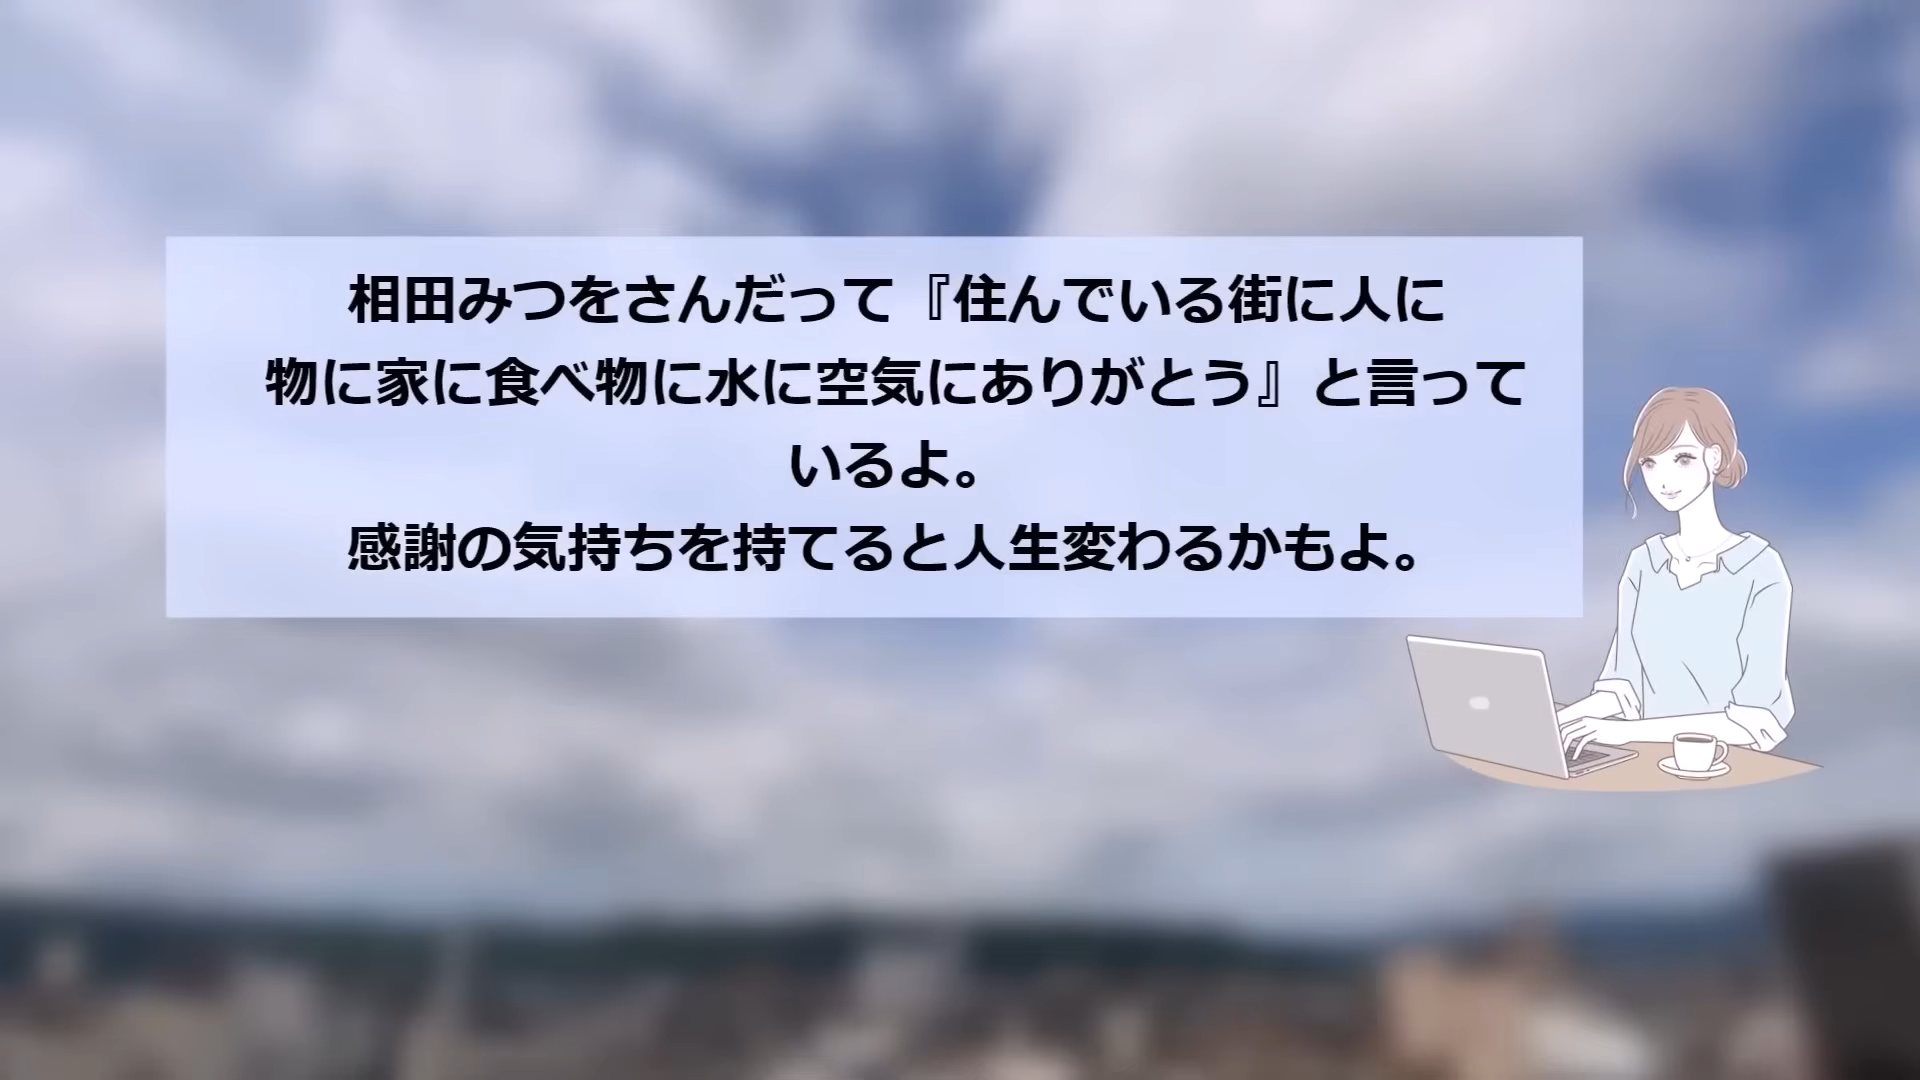 相田みつをさんだって『住んでいる街に人に
物に家に食べ物に水に空気にありがとう』と言って
いるよ。
感謝の気持ちを持てると人生変わるかもよ。